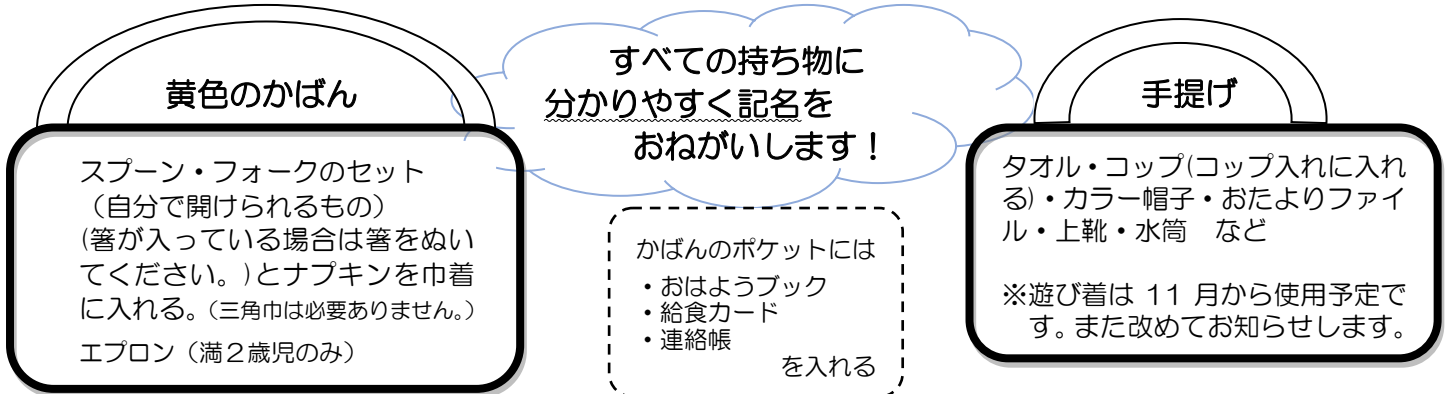 黄色のかばん
スプーン・フォークのセット
（自分で開けられるもの）
(箸が入っている場合は箸をぬい
てください。)とナプキンを巾着
に入れる。（三角巾は必要ありません。）
エプロン（満２歳児のみ）
すべての持ち物に
分かりやすく記名を
おねがいします！
かばんのポケットには
・おはようブック
・給食カード
・連絡帳
を入れる
手提げ
タオル・コップ(コップ入れに入れ
る)・カラー帽子・おたよりファイ
ル・上靴・水筒　など
※遊び着は 11 月から使用予定で
す。また改めてお知らせします。